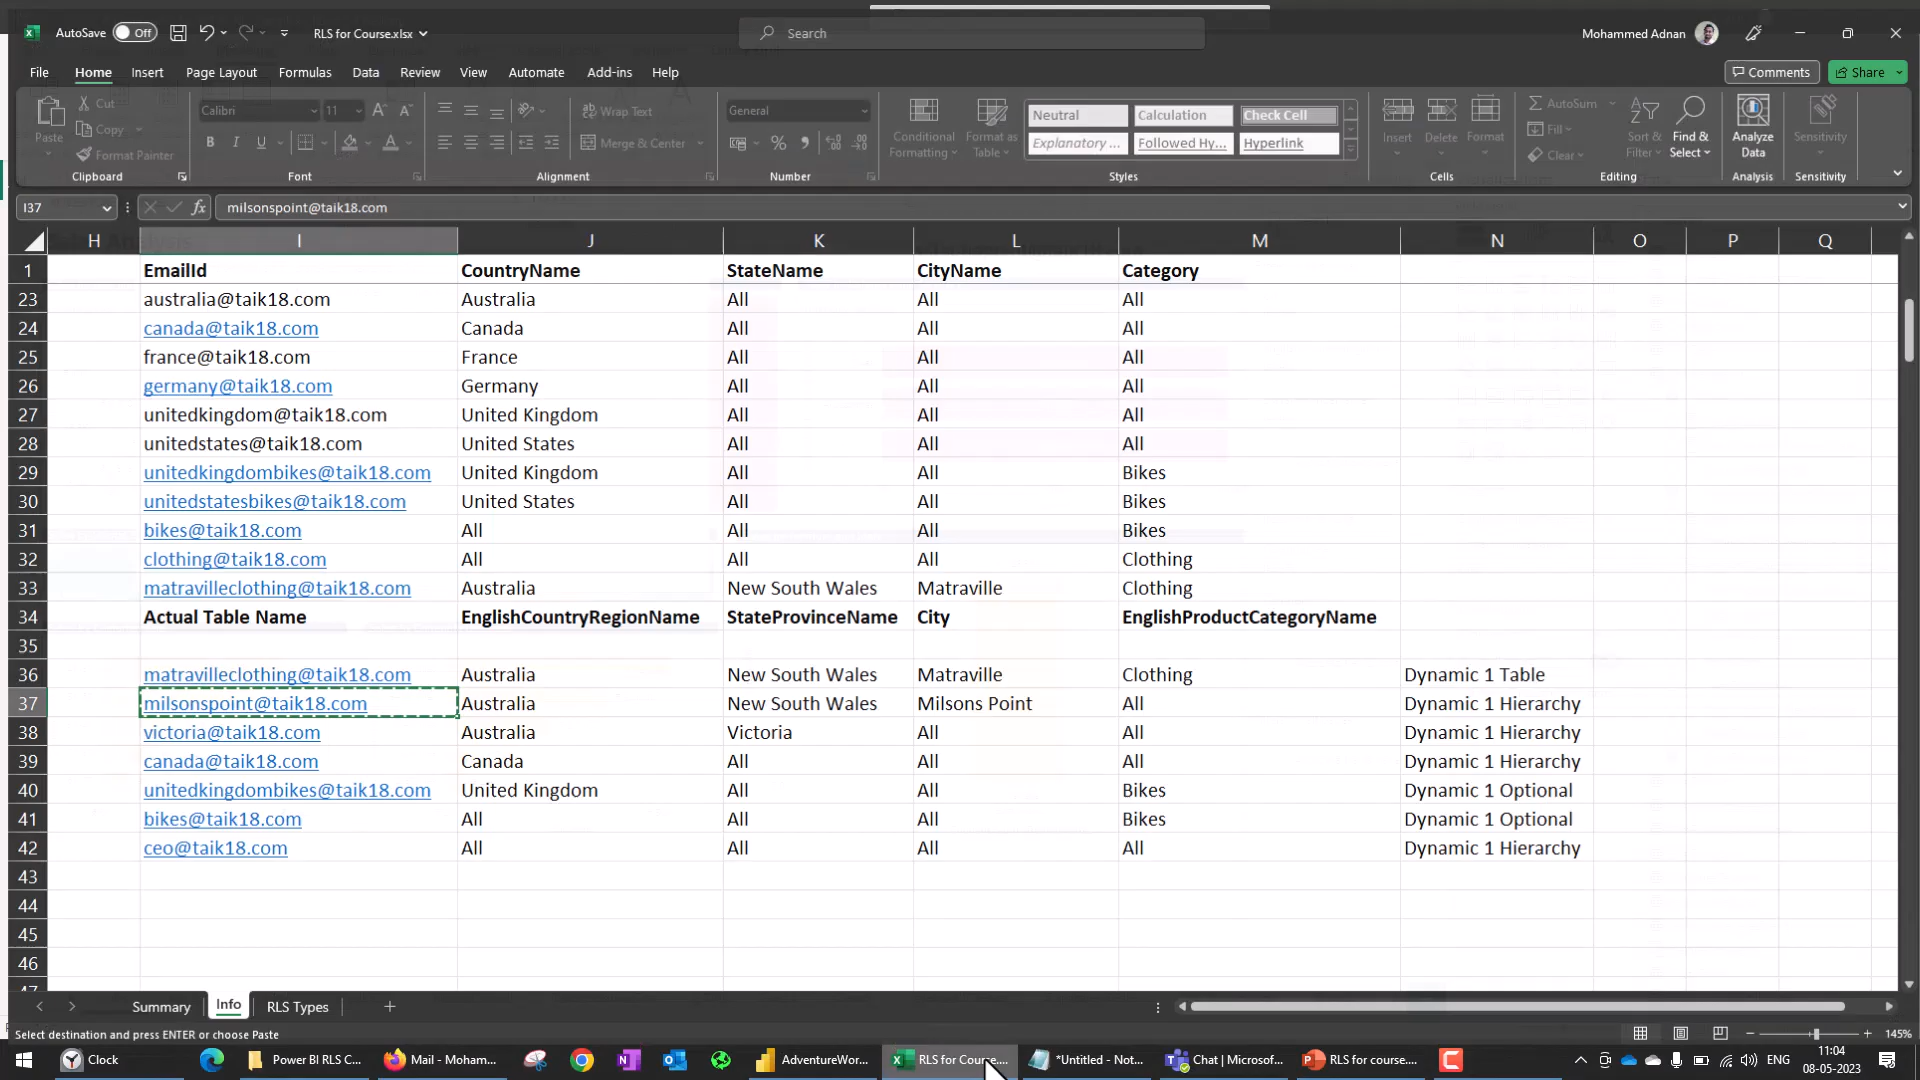 AutoSave Off RLS for Course.xlsx Search Mohammed Adnan
File Home Insert Page Layout Formulas Data Review View Automate Add-ins Help Comments Share
Paste Cut Copy Format Painter Clipboard
Calibri 11 B I U Font
Wrap Text Merge & Center Alignment
General % Number
Conditional Formatting Format as Table Neutral Calculation Check Cell Explanatory ... Followed Hy... Hyperlink Styles
Insert Delete Format Cells
AutoSum Fill Clear Sort & Filter Find & Select Editing
Analyze Data Analysis Sensitivity Sensitivity
I37 fx milsonspoint@taik18.com
H I J K L M N O P Q
1 EmailId CountryName StateName CityName Category
23 australia@taik18.com Australia All All All
24 canada@taik18.com Canada All All All
25 france@taik18.com France All All All
26 germany@taik18.com Germany All All All
27 unitedkingdom@taik18.com United Kingdom All All All
28 unitedstates@taik18.com United States All All All
29 unitedkingdombikes@taik18.com United Kingdom All All Bikes
30 unitedstatesbikes@taik18.com United States All All Bikes
31 bikes@taik18.com All All All Bikes
32 clothing@taik18.com All All All Clothing
33 matravilleclothing@taik18.com Australia New South Wales Matraville Clothing
34 Actual Table Name EnglishCountryRegionName StateProvinceName City EnglishProductCategoryName
35
36 matravilleclothing@taik18.com Australia New South Wales Matraville Clothing Dynamic 1 Table
37 milsonspoint@taik18.com Australia New South Wales Milsons Point All Dynamic 1 Hierarchy
38 victoria@taik18.com Australia Victoria All All Dynamic 1 Hierarchy
39 canada@taik18.com Canada All All All Dynamic 1 Hierarchy
40 unitedkingdombikes@taik18.com United Kingdom All All Bikes Dynamic 1 Optional
41 bikes@taik18.com All All All Bikes Dynamic 1 Optional
42 ceo@taik18.com All All All All Dynamic 1 Hierarchy
43
44
45
46
47
Summary Info RLS Types
Select destination and press ENTER or choose Paste 145%
Clock Power BI RLS C... Mail - Moham... AdventureWor... RLS for Course.... *Untitled - Not... Chat | Microsof... RLS for course.... ENG 11:04
08-05-2023